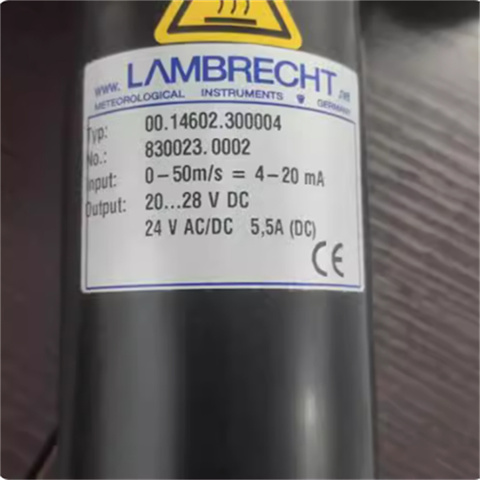 www.LAMBRECHT.net
METEOROLOGICAL INSTRUMENTS GERMANY
Typ: 00.14602.300004
No.: 830023.0002
Input: 0-50m/s = 4-20 mA
Output: 20...28 V DC
24 V AC/DC 5,5A (DC)
CE